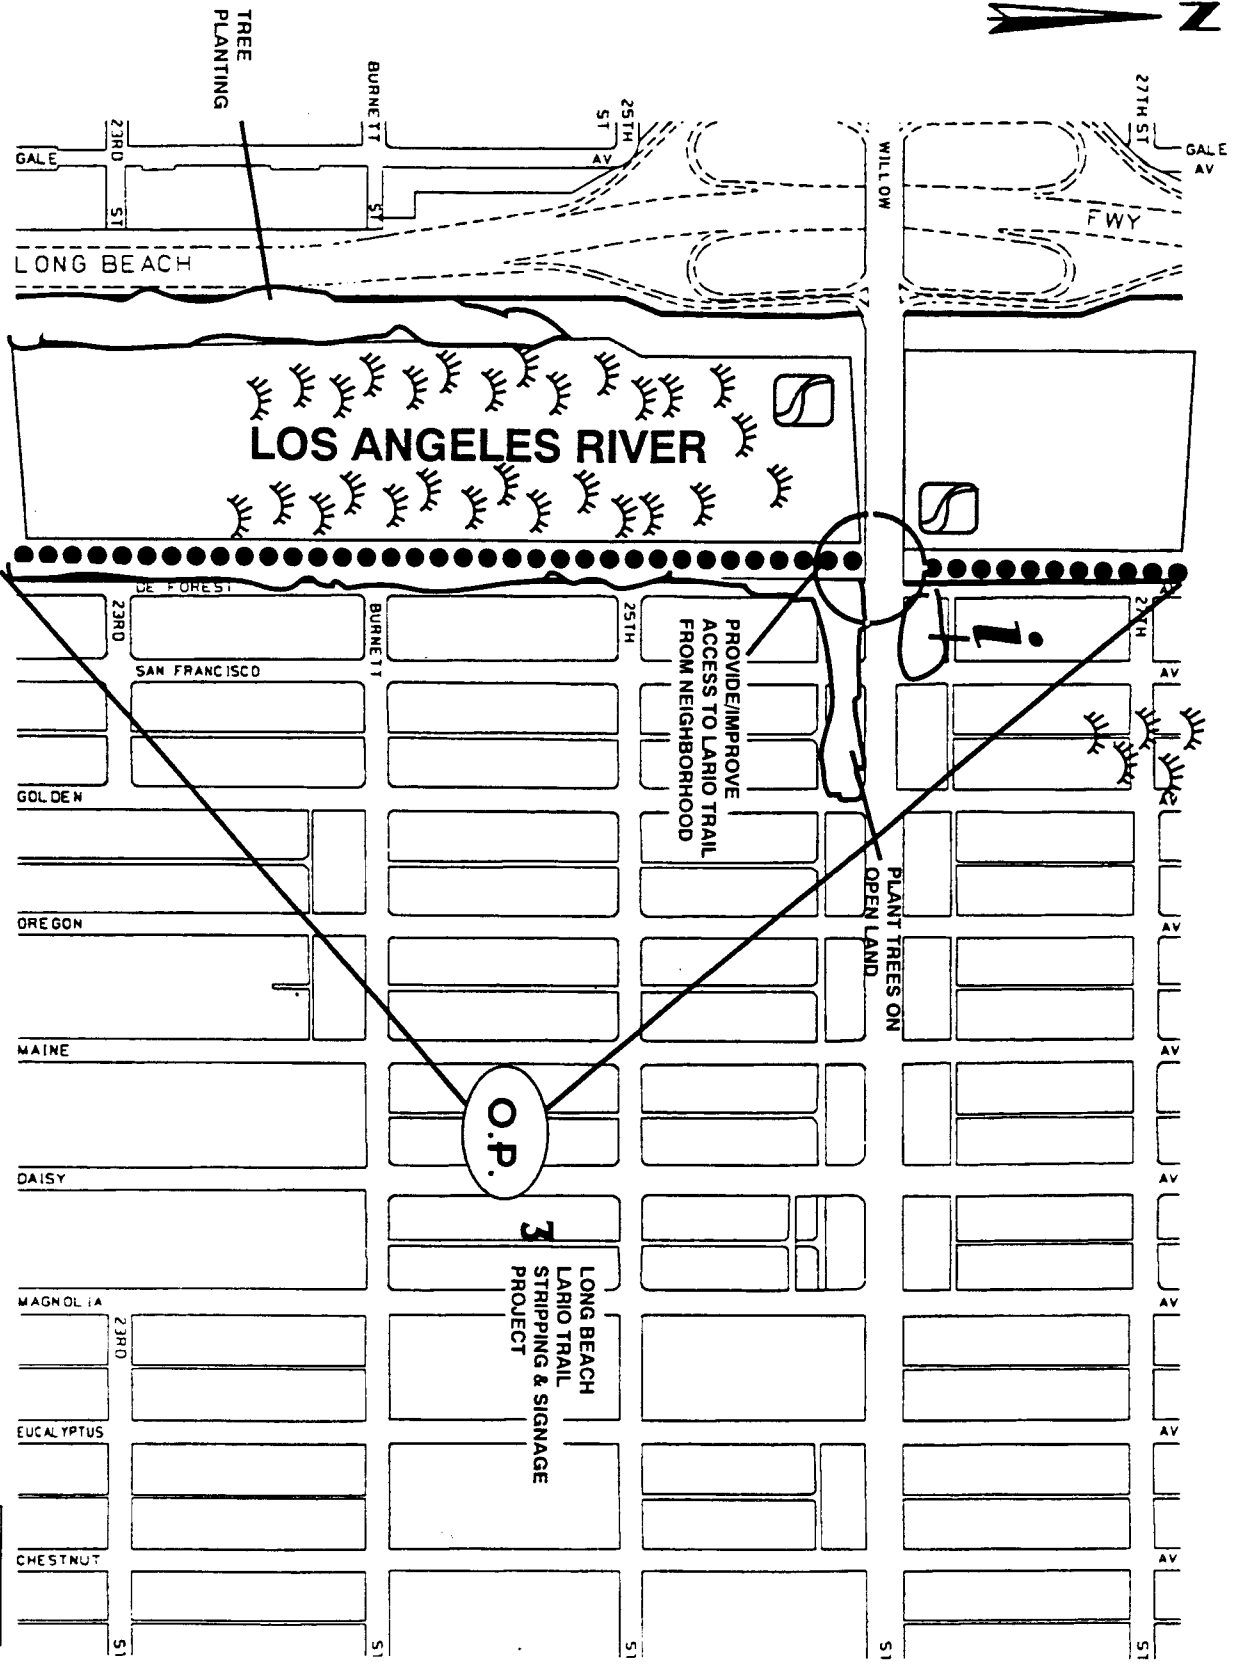 N
TREE
PLANTING
23RD
ST
BURNETT
ST
25TH
ST
WILLOW
27TH ST
GALE
AV
GALE
AV
FWY
LONG BEACH
LOS ANGELES RIVER
DE FOREST
AV
23RD
BURNETT
25TH
27TH
i
PROVIDE/IMPROVE
ACCESS TO LARIO TRAIL
FROM NEIGHBORHOOD
SAN FRANCISCO
AV
GOLDEN
AV
PLANT TREES ON
OPEN LAND
OREGON
AV
MAINE
AV
O.P.
DAISY
AV
3
LONG BEACH
LARIO TRAIL
STRIPPING & SIGNAGE
PROJECT
MAGNOLIA
AV
23RD
EUCALYPTUS
AV
CHESTNUT
AV
ST
ST
ST
ST
ST